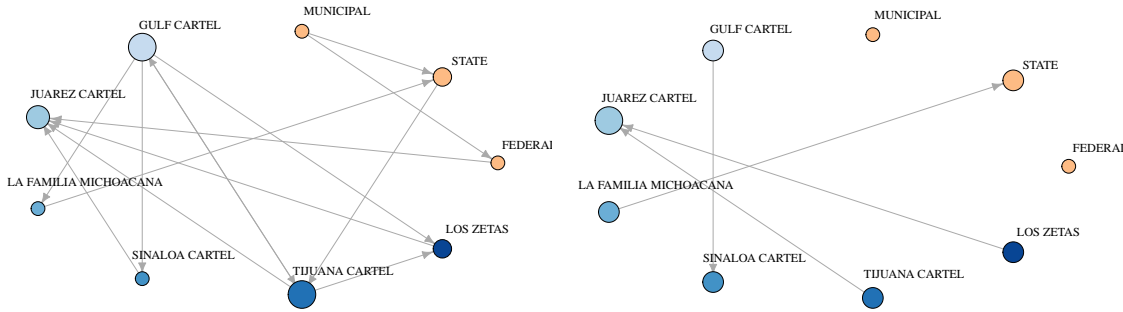 MUNICIPAL
GULF CARTEL
STATE
JUAREZ CARTEL
FEDERAL
LA FAMILIA MICHOACANA
LOS ZETAS
SINALOA CARTEL
TIJUANA CARTEL
MUNICIPAL
GULF CARTEL
STATE
JUAREZ CARTEL
FEDERAL
LA FAMILIA MICHOACANA
LOS ZETAS
SINALOA CARTEL
TIJUANA CARTEL